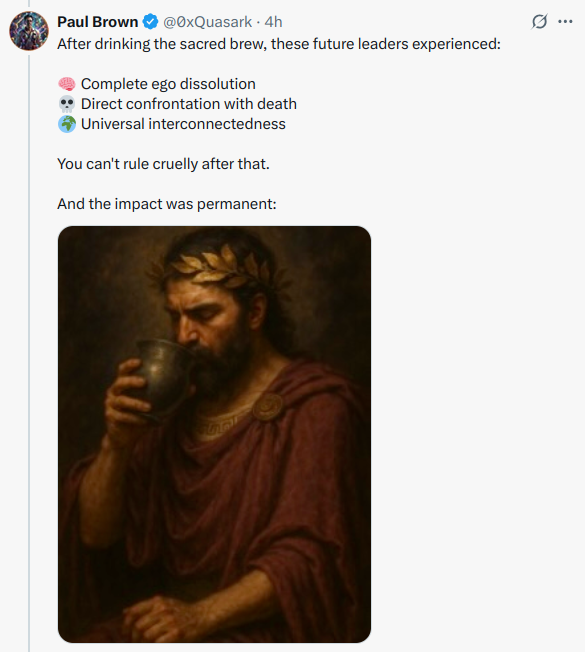 Paul Brown @0xQuasark · 4h
After drinking the sacred brew, these future leaders experienced:
🧠 Complete ego dissolution
💀 Direct confrontation with death
🌍 Universal interconnectedness
You can't rule cruelly after that.
And the impact was permanent: